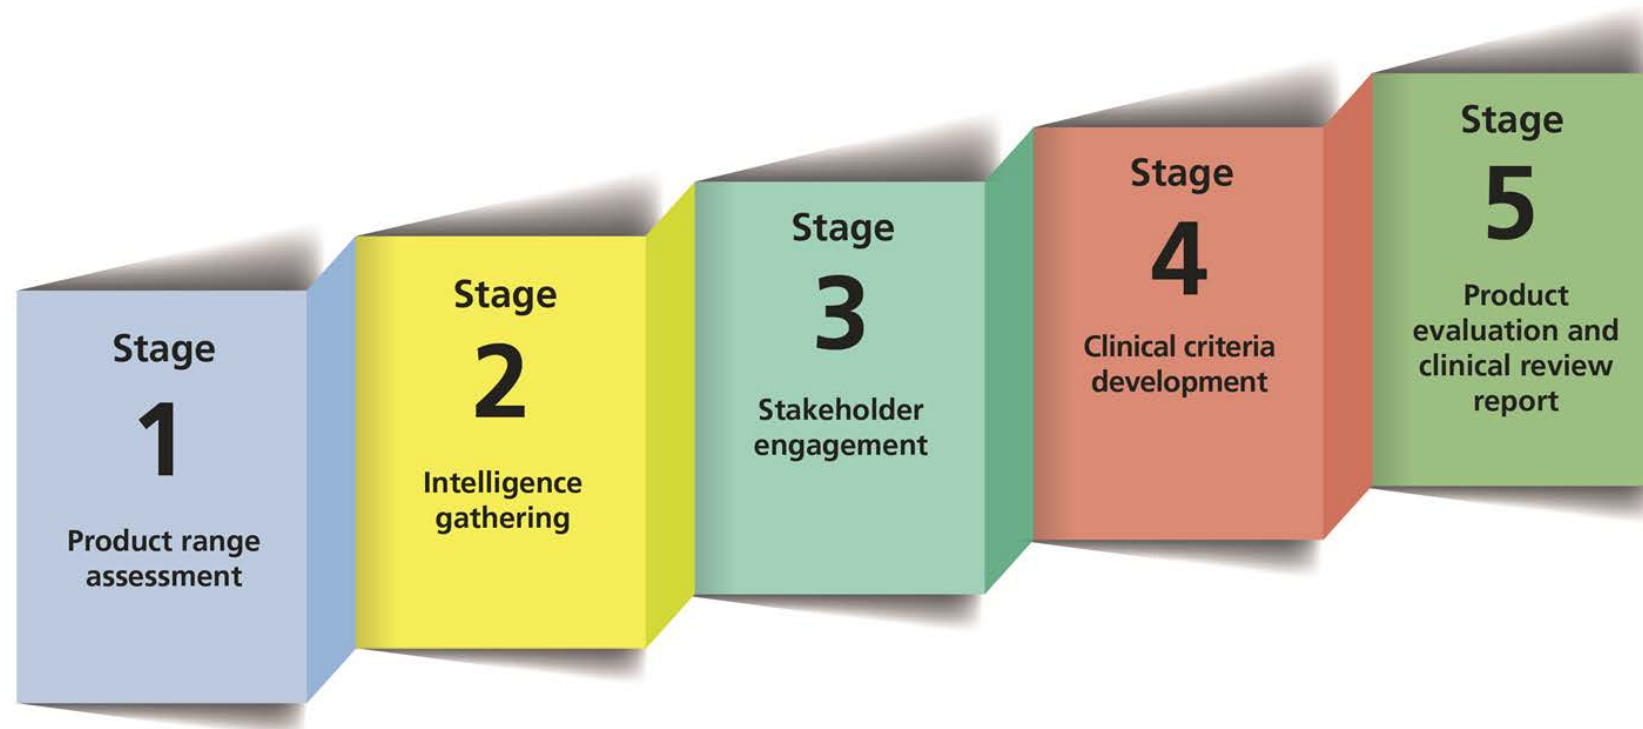 Stage
1
Product range
assessment
Stage
2
Intelligence
gathering
Stage
3
Stakeholder
engagement
Stage
4
Clinical criteria
development
Stage
5
Product
evaluation and
clinical review
report